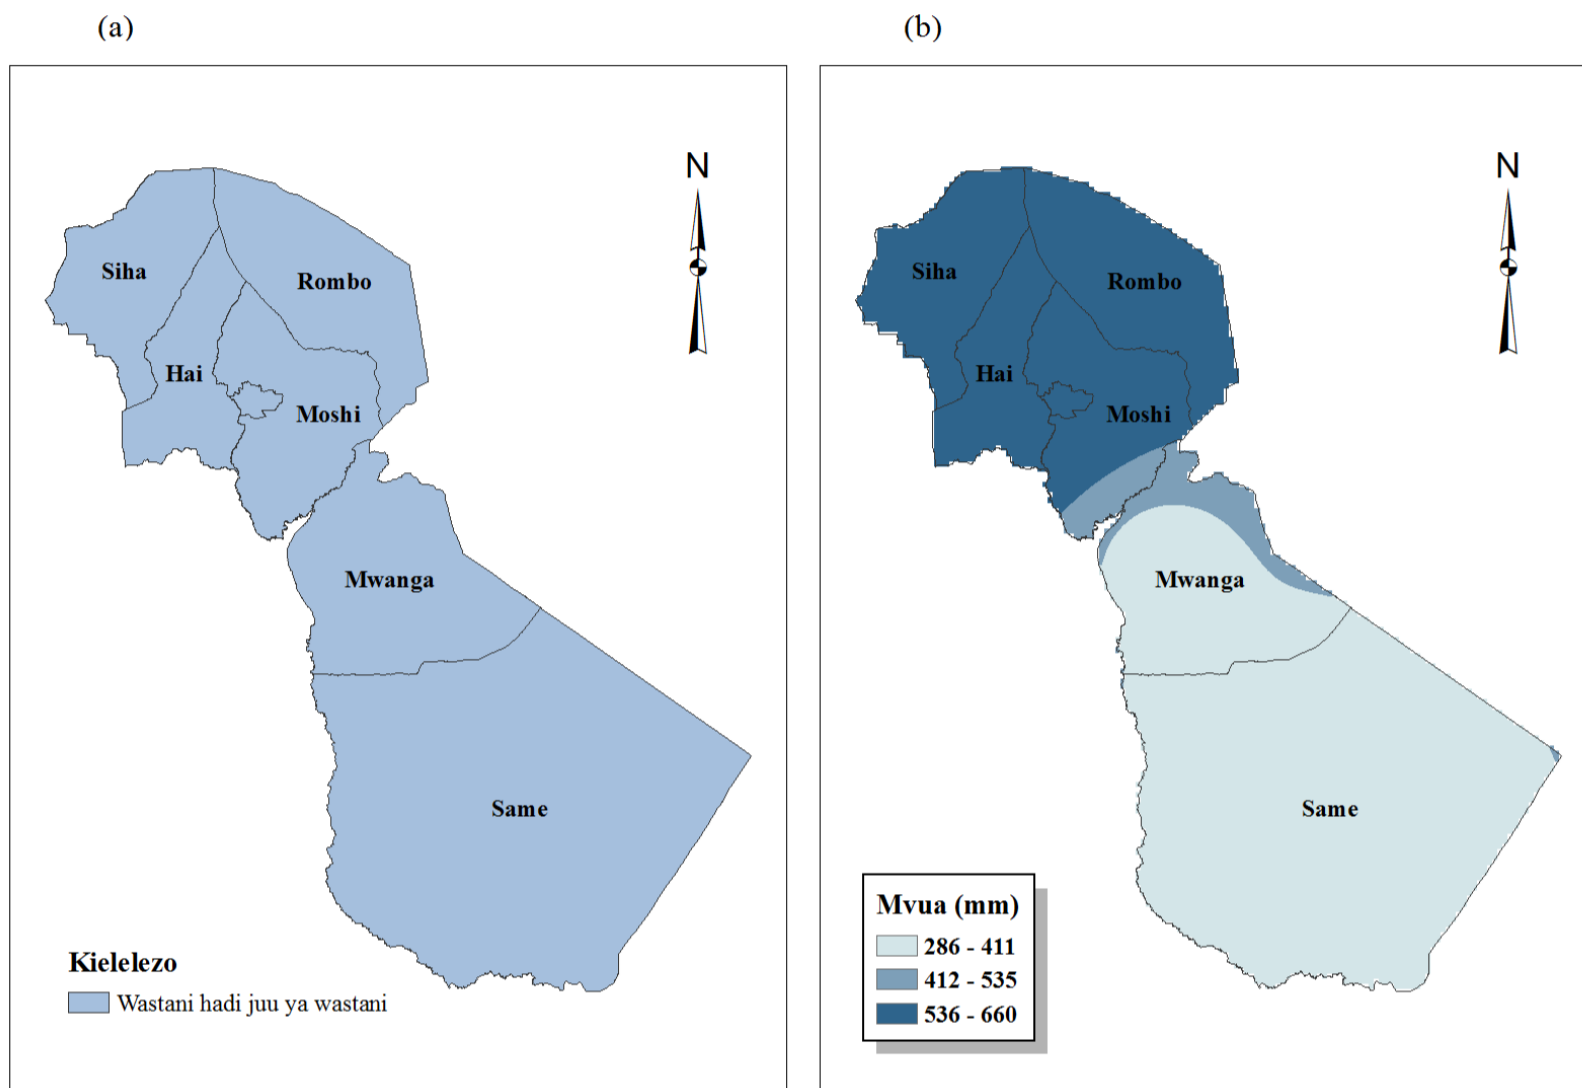 (a)
N
Siha
Rombo
Hai
Moshi
Mwanga
Same
Kielelezo
Wastani hadi juu ya wastani
(b)
N
Siha
Rombo
Hai
Moshi
Mwanga
Same
Mvua (mm)
286 - 411
412 - 535
536 - 660